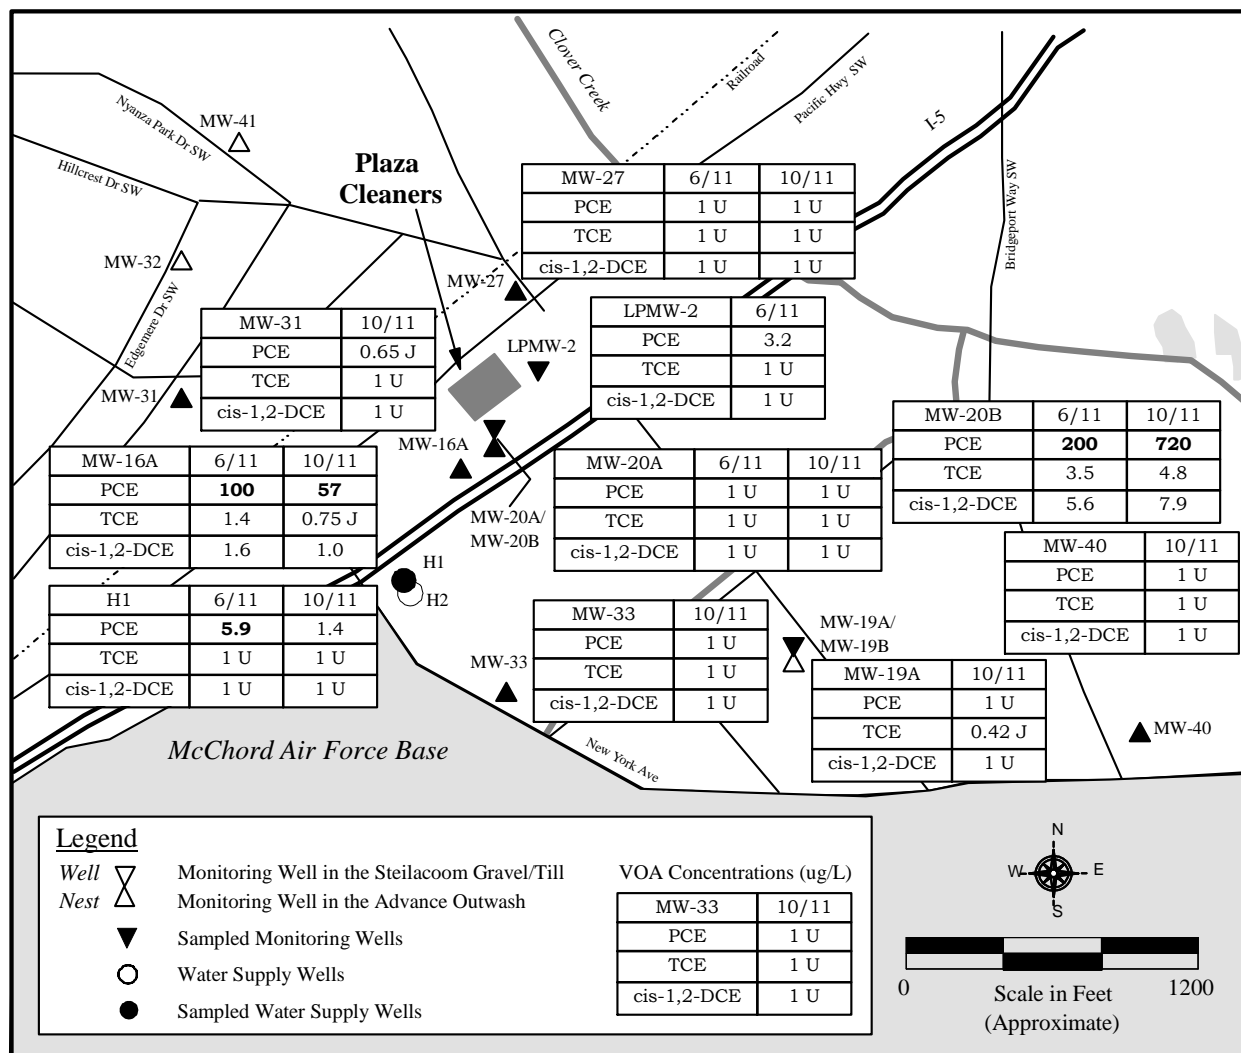 Clover Creek
Railroad
Pacific Hwy SW
I-5
Bridgeport Way SW
Nyanza Park Dr SW
MW-41
Hillcrest Dr SW
Plaza
Cleaners
MW-27 6/11 10/11
PCE 1 U 1 U
TCE 1 U 1 U
cis-1,2-DCE 1 U 1 U
MW-32
MW-27
Edgemere Dr SW
MW-31 10/11
PCE 0.65 J
TCE 1 U
cis-1,2-DCE 1 U
LPMW-2
LPMW-2 6/11
PCE 3.2
TCE 1 U
cis-1,2-DCE 1 U
MW-31
MW-20B 6/11 10/11
PCE 200 720
TCE 3.5 4.8
cis-1,2-DCE 5.6 7.9
MW-16A
MW-16A 6/11 10/11
PCE 100 57
TCE 1.4 0.75 J
cis-1,2-DCE 1.6 1.0
MW-20A 6/11 10/11
PCE 1 U 1 U
TCE 1 U 1 U
cis-1,2-DCE 1 U 1 U
MW-20A/
MW-20B
MW-40 10/11
PCE 1 U
TCE 1 U
cis-1,2-DCE 1 U
H1
H2
H1 6/11 10/11
PCE 5.9 1.4
TCE 1 U 1 U
cis-1,2-DCE 1 U 1 U
MW-33 10/11
PCE 1 U
TCE 1 U
cis-1,2-DCE 1 U
MW-19A/
MW-19B
MW-33
MW-19A 10/11
PCE 1 U
TCE 0.42 J
cis-1,2-DCE 1 U
MW-40
New York Ave
McChord Air Force Base
Legend
Well
Nest
Monitoring Well in the Steilacoom Gravel/Till
Monitoring Well in the Advance Outwash
Sampled Monitoring Wells
Water Supply Wells
Sampled Water Supply Wells
VOA Concentrations (ug/L)
MW-33 10/11
PCE 1 U
TCE 1 U
cis-1,2-DCE 1 U
N
W E
S
0 1200
Scale in Feet
(Approximate)